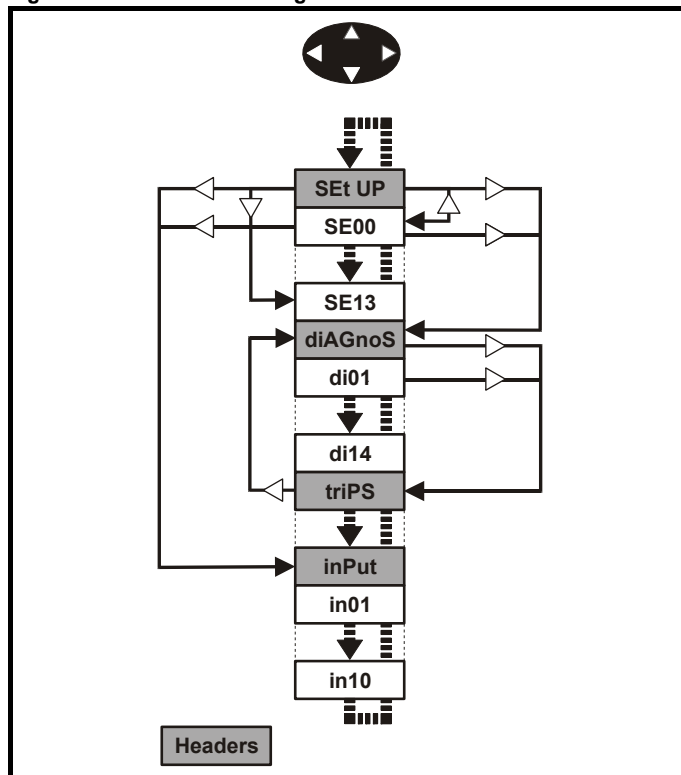 SEt UP
SE00
SE13
diAGnoS
di01
di14
triPS
inPut
in01
in10
Headers